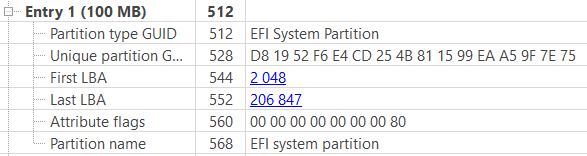 Entry 1 (100 MB) 512
Partition type GUID 512 EFI System Partition
Unique partition G... 528 D8 19 52 F6 E4 CD 25 4B 81 15 99 EA A5 9F 7E 75
First LBA 544 2 048
Last LBA 552 206 847
Attribute flags 560 00 00 00 00 00 00 00 80
Partition name 568 EFI system partition